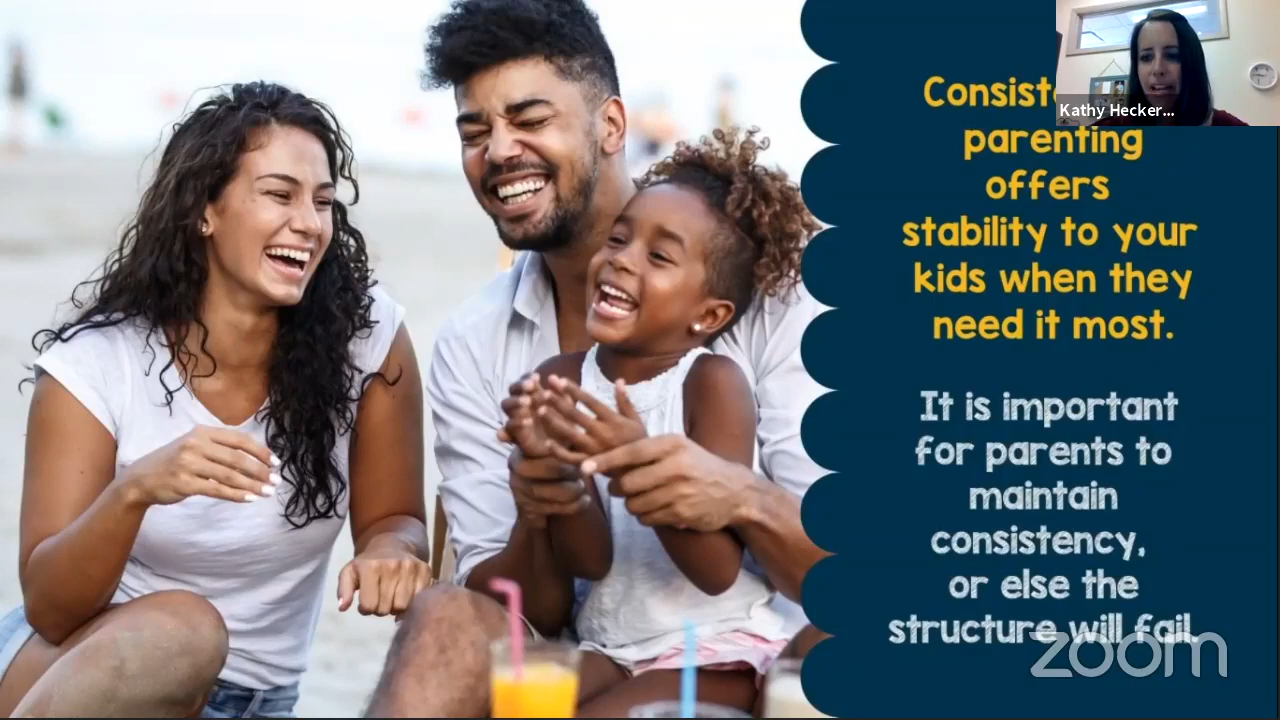 parenting
offers
stability to your
kids when they
need it most.
It is important
for parents to
maintain
consistency,
or else the
structure will fail.
Kathy Hecker...
zoom